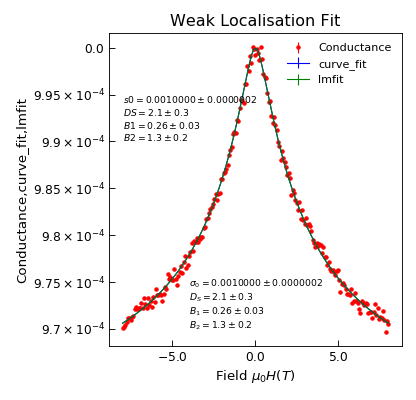 Weak Localisation Fit
Conductance,curve_fit,lmfit
0.0
9.95 × 10⁻⁴
9.9 × 10⁻⁴
9.85 × 10⁻⁴
9.8 × 10⁻⁴
9.75 × 10⁻⁴
9.7 × 10⁻⁴
Conductance
curve_fit
lmfit
s0 = 0.0010000 ± 0.0000002
DS = 2.1 ± 0.3
B1 = 0.26 ± 0.03
B2 = 1.3 ± 0.2
σ₀ = 0.0010000 ± 0.0000002
Dₛ = 2.1 ± 0.3
B₁ = 0.26 ± 0.03
B₂ = 1.3 ± 0.2
−5.0 0.0 5.0
Field μ₀H(T)